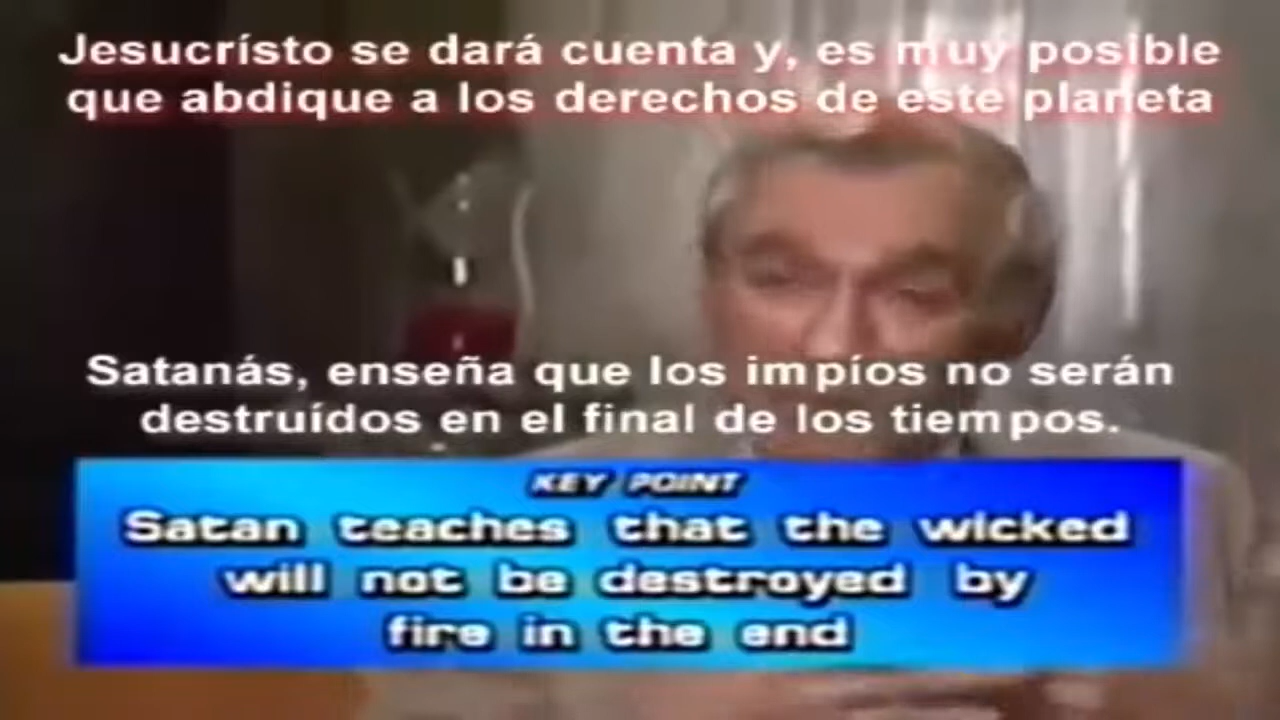 Jesucrísto se dará cuenta y, es muy posible
que abdique a los derechos de este planeta
Satanás, enseña que los impíos no serán
destruídos en el final de los tiempos.
KEY POINT
Satan teaches that the wicked
will not be destroyed by
fire in the end